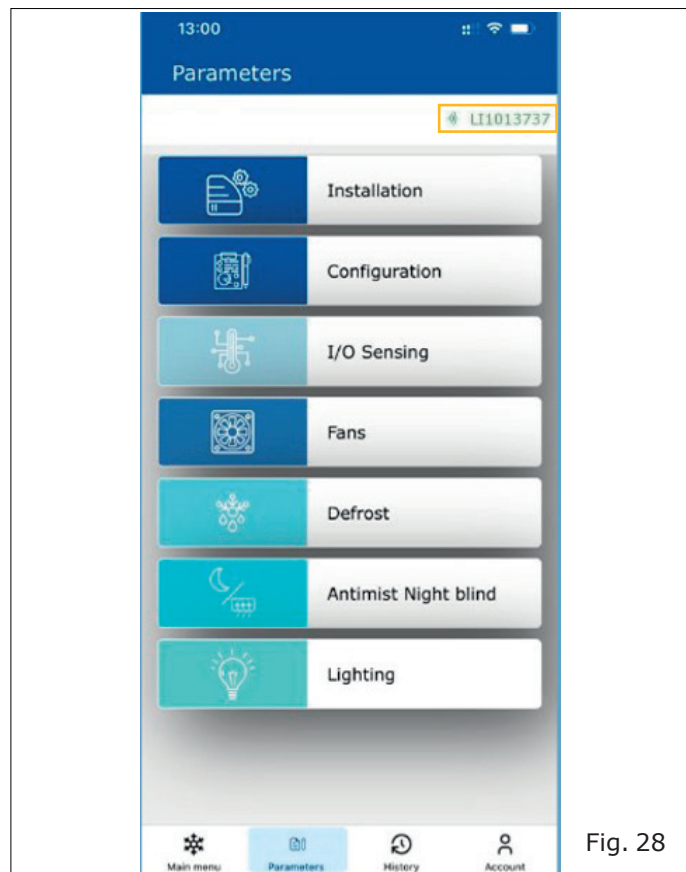 13:00
Parameters
LI1013737
Installation
Configuration
I/O Sensing
Fans
Defrost
Antimist Night blind
Lighting
Main menu Parameters History Account
Fig. 28